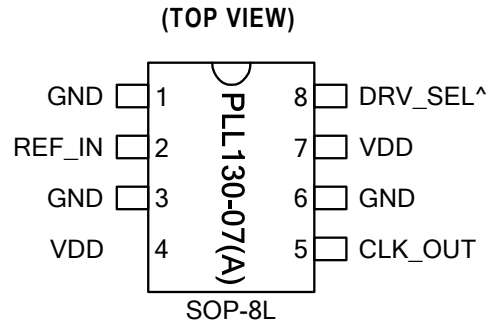 (TOP VIEW)
GND 1 8 DRV_SEL^
REF_IN 2 7 VDD
GND 3 6 GND
VDD 4 5 CLK_OUT
PLL130-07(A)
SOP-8L